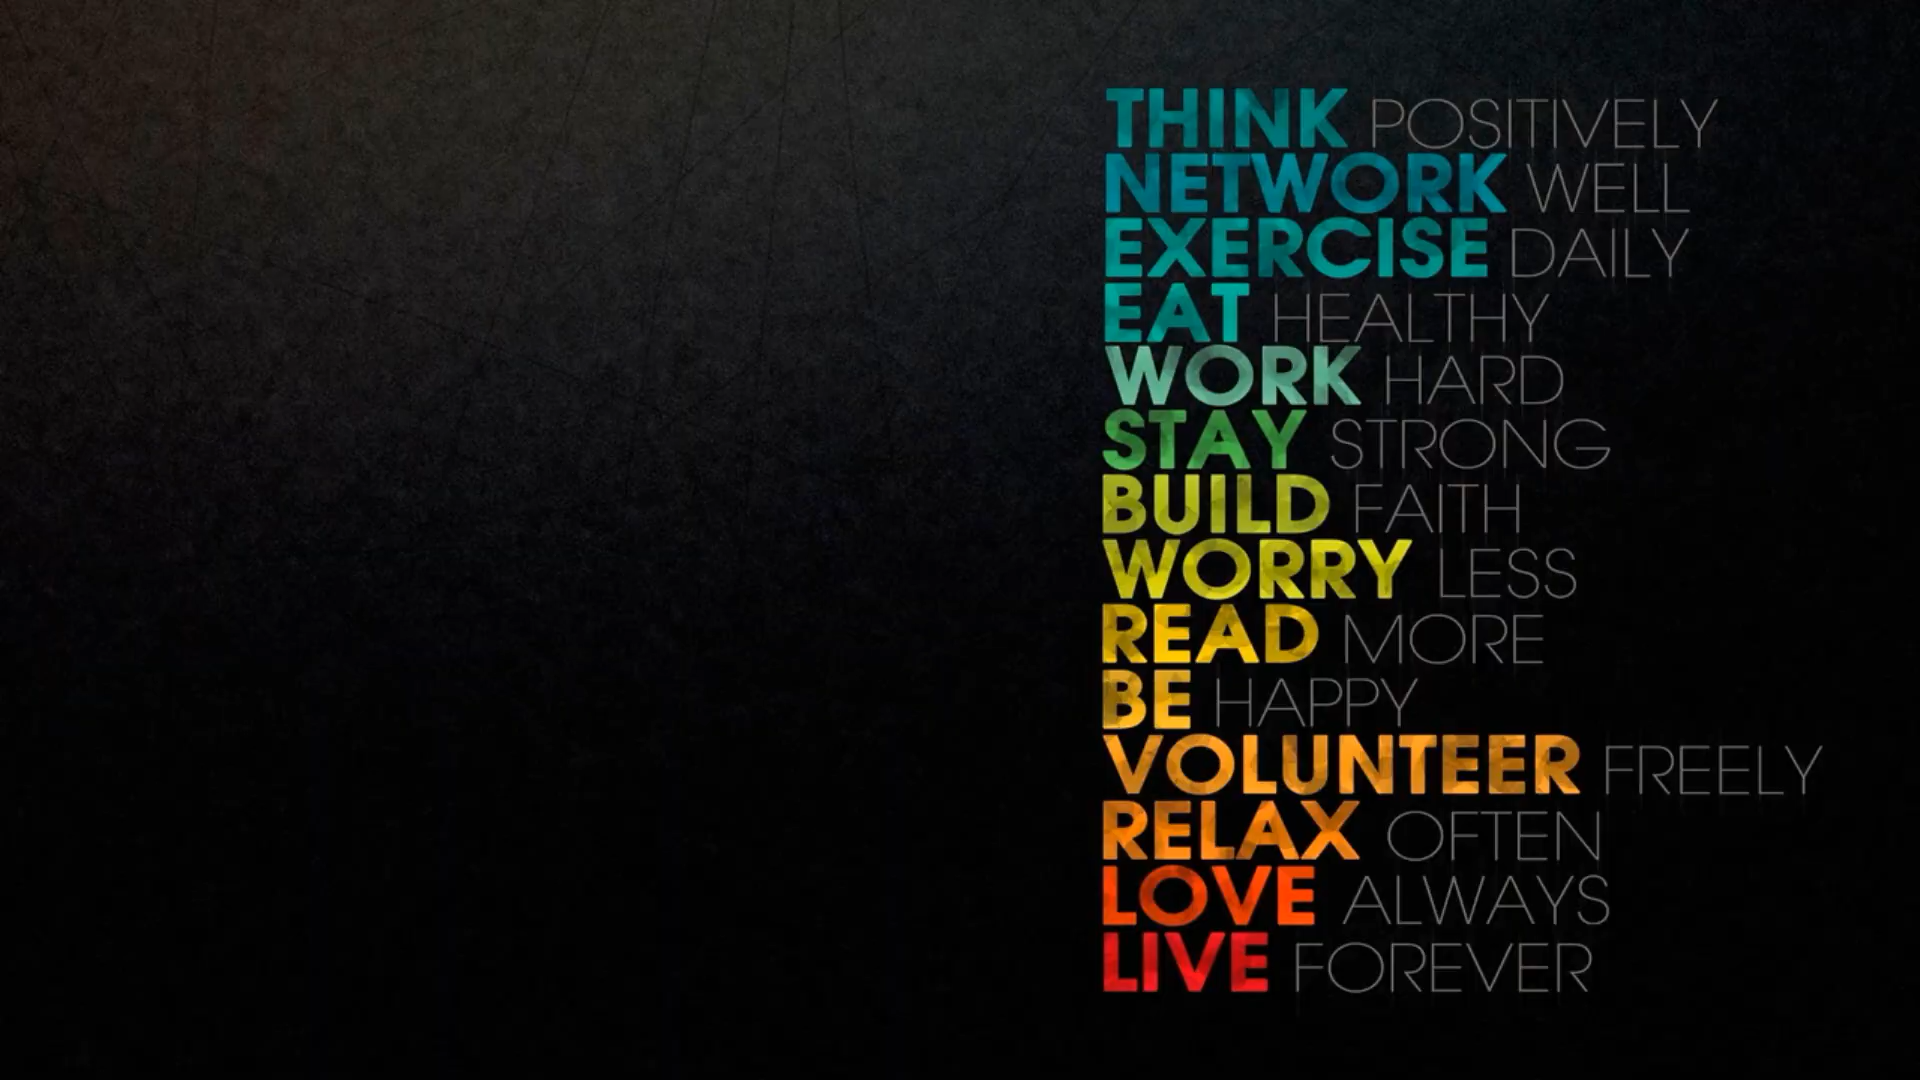 THINK POSITIVELY
NETWORK WELL
EXERCISE DAILY
EAT HEALTHY
WORK HARD
STAY STRONG
BUILD FAITH
WORRY LESS
READ MORE
BE HAPPY
VOLUNTEER FREELY
RELAX OFTEN
LOVE ALWAYS
LIVE FOREVER